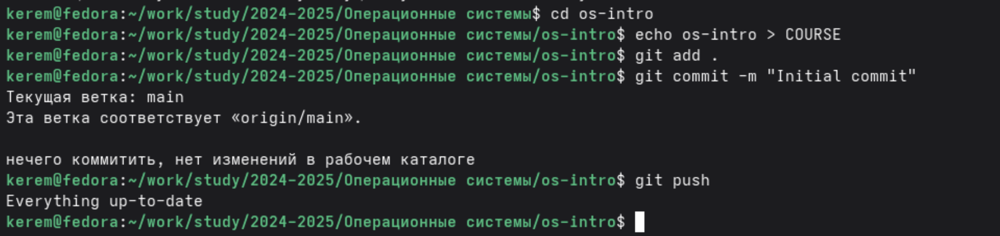 kerem@fedora:~/work/study/2024-2025/Операционные системы$ cd os-intro
kerem@fedora:~/work/study/2024-2025/Операционные системы/os-intro$ echo os-intro > COURSE
kerem@fedora:~/work/study/2024-2025/Операционные системы/os-intro$ git add .
kerem@fedora:~/work/study/2024-2025/Операционные системы/os-intro$ git commit -m "Initial commit"
Текущая ветка: main
Эта ветка соответствует «origin/main».
нечего коммитить, нет изменений в рабочем каталоге
kerem@fedora:~/work/study/2024-2025/Операционные системы/os-intro$ git push
Everything up-to-date
kerem@fedora:~/work/study/2024-2025/Операционные системы/os-intro$